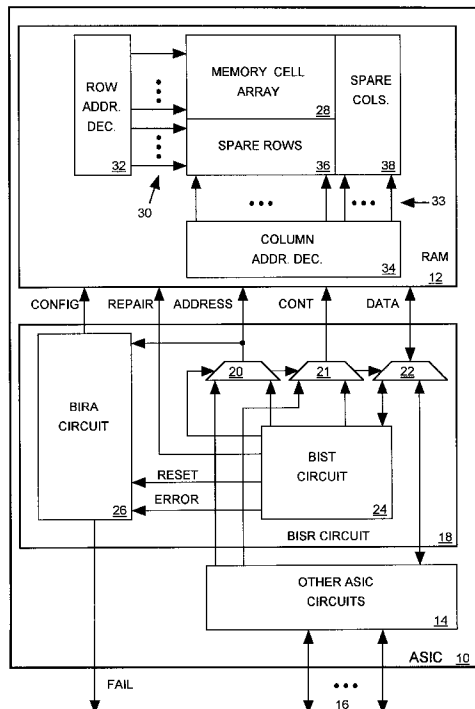 ROW
ADDR.
DEC.
32
MEMORY CELL
ARRAY
28
SPARE
COLS.
38
SPARE ROWS
36
30
33
COLUMN
ADDR. DEC.
34
RAM
12
CONFIG
REPAIR
ADDRESS
CONT
DATA
BIRA
CIRCUIT
26
20
21
22
BIST
CIRCUIT
24
RESET
ERROR
BISR CIRCUIT
18
OTHER ASIC
CIRCUITS
14
ASIC
10
FAIL
16